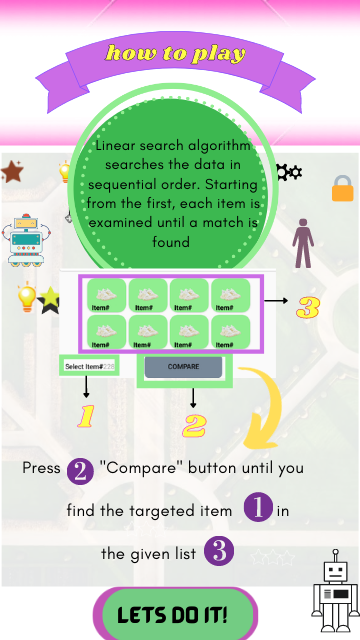 how to play
Linear search algorithm
searches the data in
sequential order. Starting
from the first, each item is
examined until a match is
found
Item# Item# Item# Item#
3
Item# Item# Item# Item#
Select Item#225 COMPARE
1
2
Press 2 "Compare" button until you
find the targeted item 1 in
the given list 3
LETS DO IT!